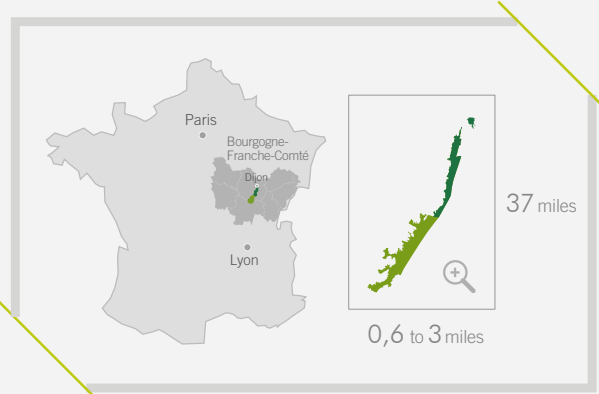 Paris
Bourgogne-
Franche-Comté
Dijon
Lyon
37 miles
0,6 to 3 miles